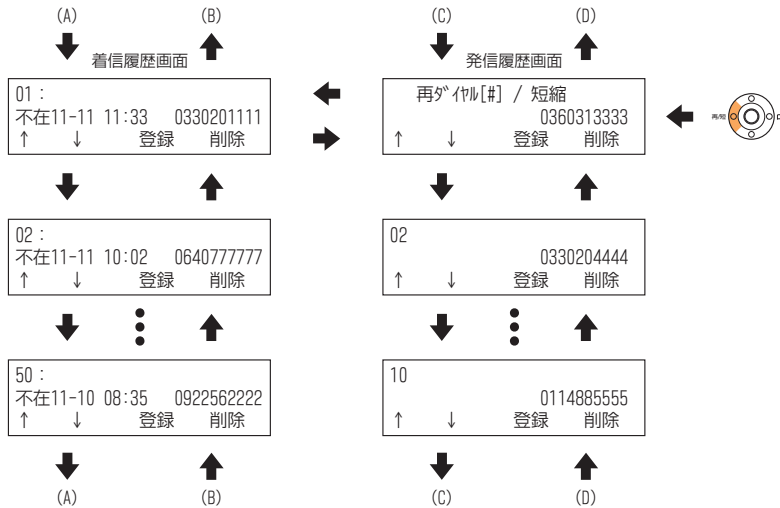 (A) (B) (C) (D)
着信履歴画面
01 :
不在11-11 11:33 0330201111
↑ ↓ 登録 削除
02 :
不在11-11 10:02 0640777777
↑ ↓ 登録 削除
50 :
不在11-10 08:35 0922562222
↑ ↓ 登録 削除
(A) (B)
発信履歴画面
再ダイヤル[#] / 短縮
0360313333
↑ ↓ 登録 削除
再/短
02
0330204444
↑ ↓ 登録 削除
10
0114885555
↑ ↓ 登録 削除
(C) (D)